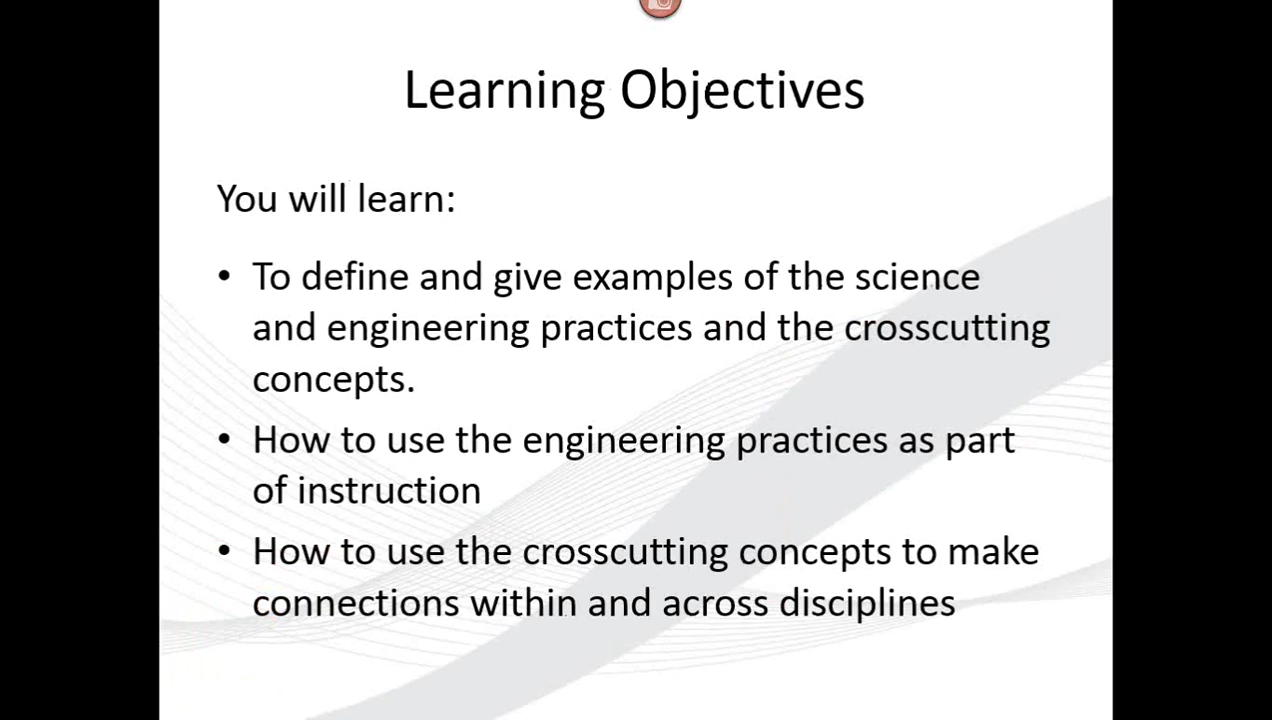 Learning Objectives
You will learn:
• To define and give examples of the science
and engineering practices and the crosscutting
concepts.
• How to use the engineering practices as part
of instruction
• How to use the crosscutting concepts to make
connections within and across disciplines